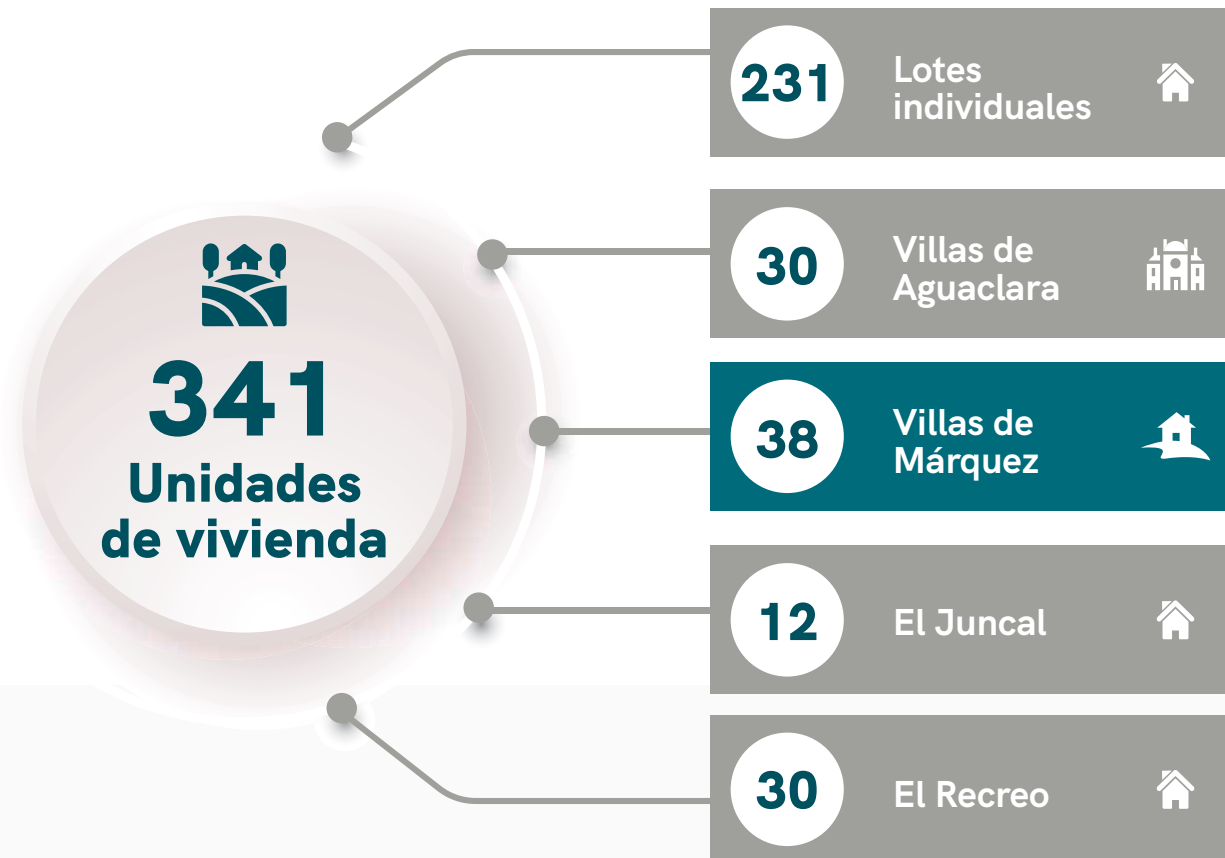 341
Unidades
de vivienda
231
Lotes
individuales
30
Villas de
Aguaclara
38
Villas de
Márquez
12
El Juncal
30
El Recreo